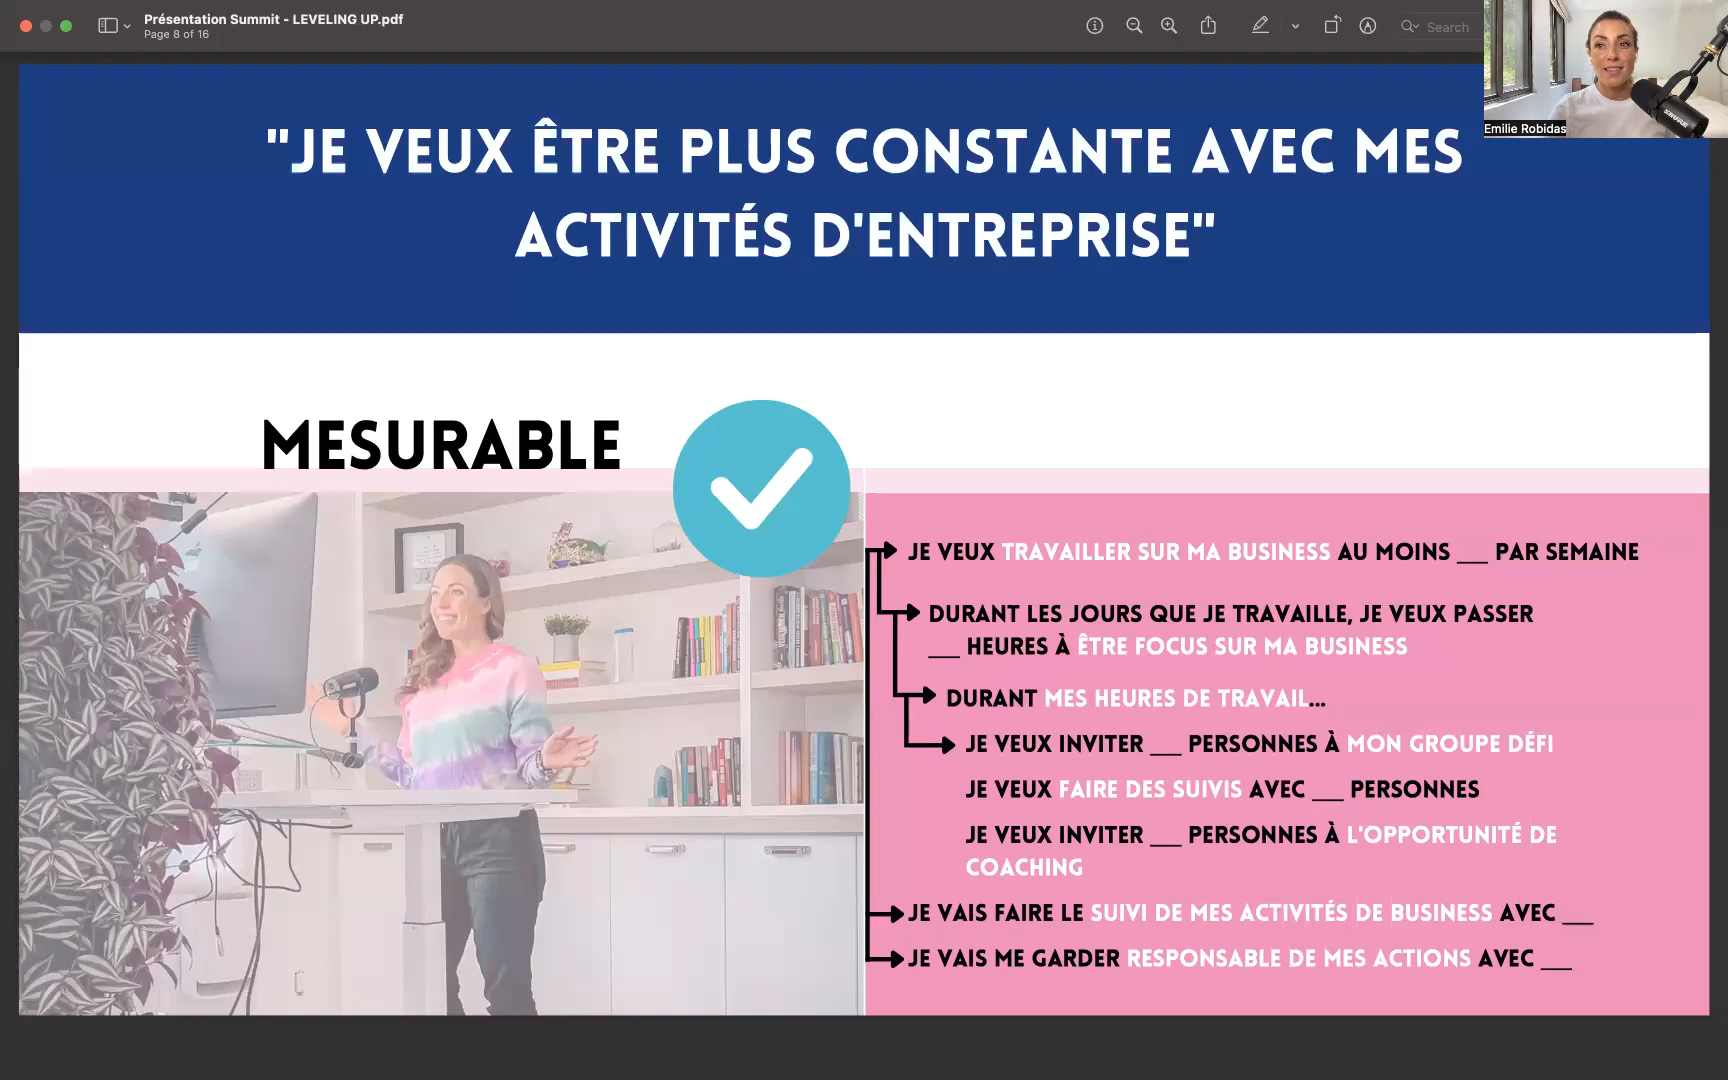 Présentation Summit - LEVELING UP.pdf
Page 8 of 16
Search
Emilie Robidas
"JE VEUX ÊTRE PLUS CONSTANTE AVEC MES
ACTIVITÉS D'ENTREPRISE"
MESURABLE
JE VEUX TRAVAILLER SUR MA BUSINESS AU MOINS ___ PAR SEMAINE
DURANT LES JOURS QUE JE TRAVAILLE, JE VEUX PASSER
___ HEURES À ÊTRE FOCUS SUR MA BUSINESS
DURANT MES HEURES DE TRAVAIL...
JE VEUX INVITER ___ PERSONNES À MON GROUPE DÉFI
JE VEUX FAIRE DES SUIVIS AVEC ___ PERSONNES
JE VEUX INVITER ___ PERSONNES À L'OPPORTUNITÉ DE
COACHING
JE VAIS FAIRE LE SUIVI DE MES ACTIVITÉS DE BUSINESS AVEC ___
JE VAIS ME GARDER RESPONSABLE DE MES ACTIONS AVEC ___